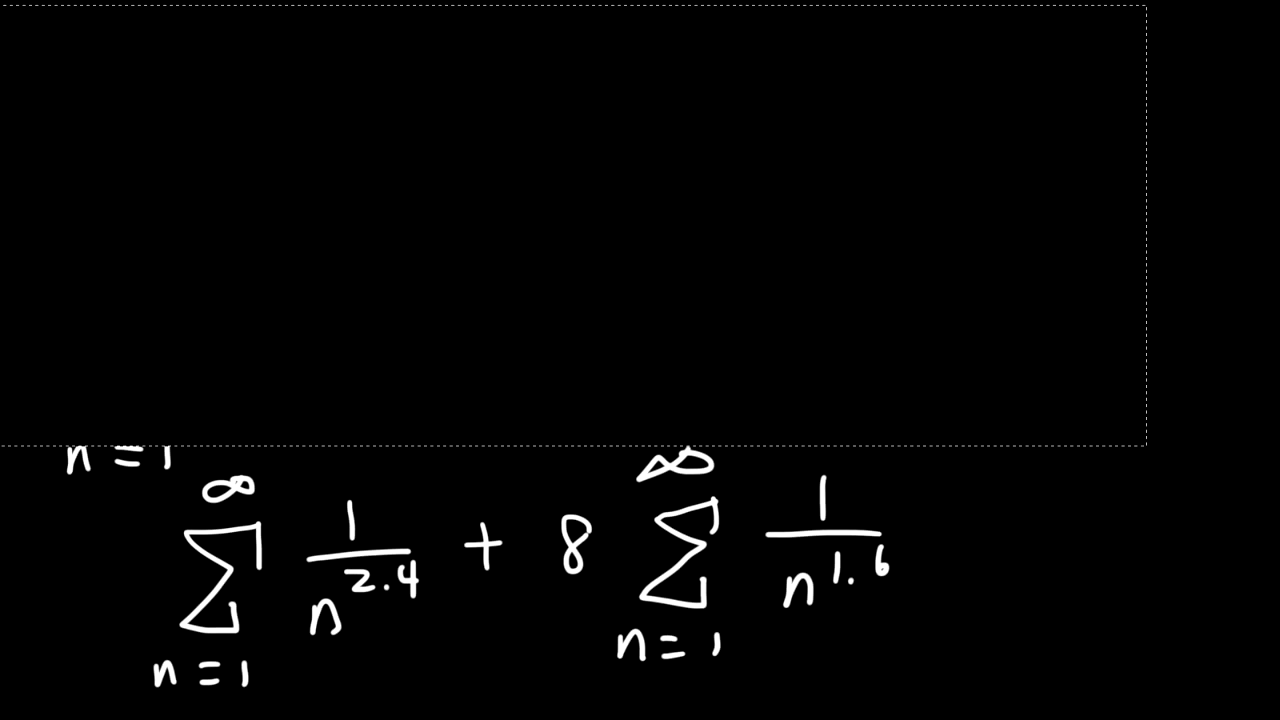 n = 1
∞ ∞
∑ 1/n^2.4 + 8 ∑ 1/n^1.6
n = 1 n = 1